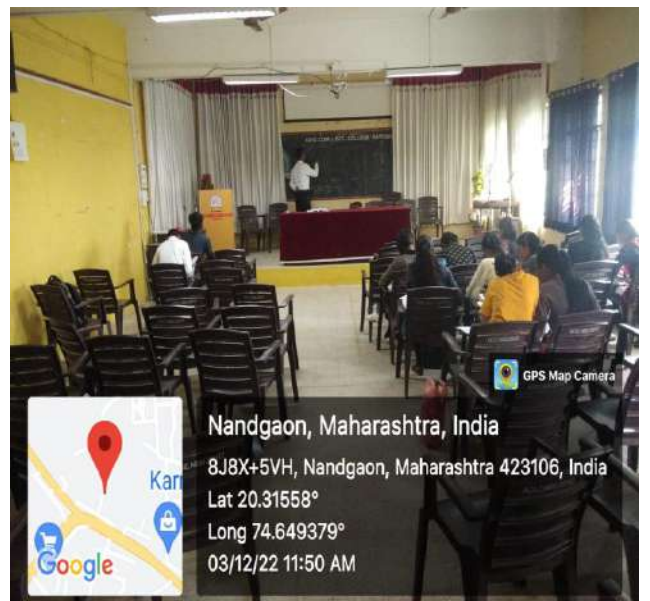 GPS Map Camera
Nandgaon, Maharashtra, India
8J8X+5VH, Nandgaon, Maharashtra 423106, India
Lat 20.31558°
Long 74.649379°
03/12/22 11:50 AM
Kar
Google